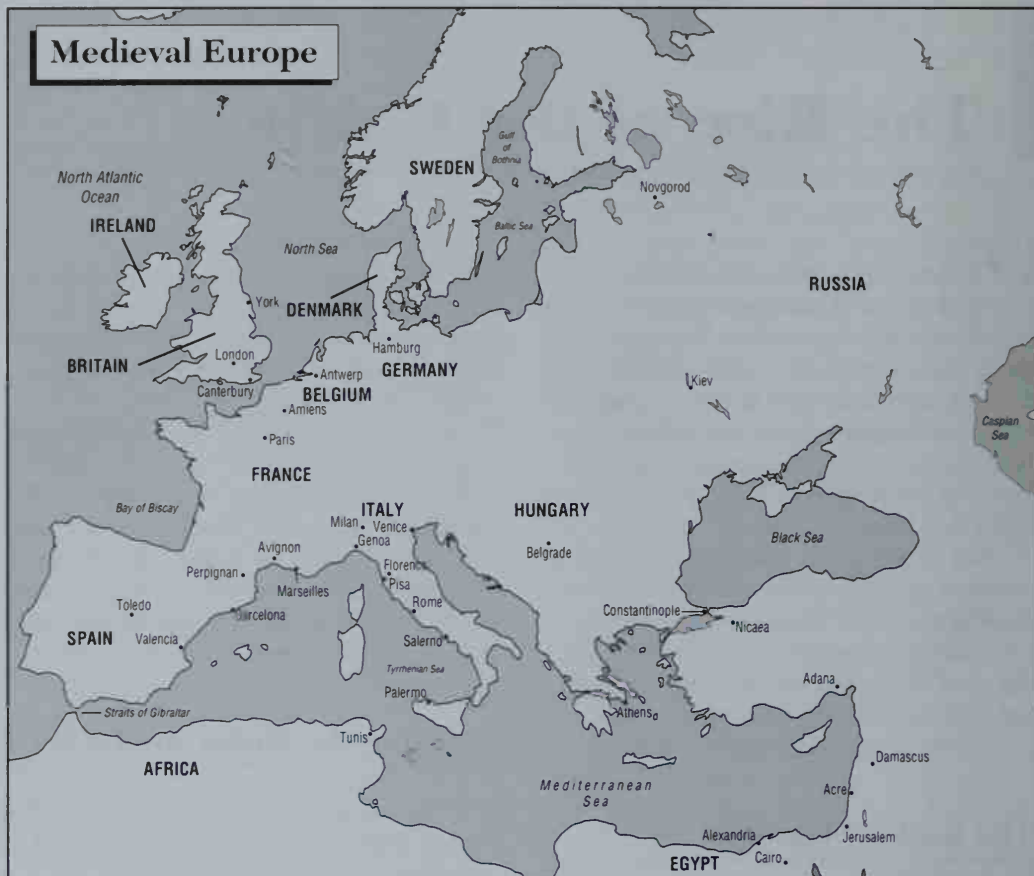 Medieval Europe
North Atlantic
Ocean
IRELAND
North Sea
SWEDEN
Gulf
of
Bothnia
Baltic Sea
Novgorod
RUSSIA
DENMARK
York
BRITAIN
London
Canterbury
Hamburg
GERMANY
Antwerp
BELGIUM
Amiens
Paris
FRANCE
Kiev
Caspian
Sea
Bay of Biscay
ITALY
Milan
Venice
Genoa
HUNGARY
Belgrade
Black Sea
Avignon
Perpignan
Marseilles
Florence
Pisa
Rome
Toledo
Barcelona
SPAIN
Valencia
Salerno
Constantinople
Nicaea
Tyrrhenian Sea
Palermo
Adana
Straits of Gibraltar
Athens
Tunis
AFRICA
Damascus
Mediterranean
Sea
Acre
Alexandria
Jerusalem
EGYPT
Cairo